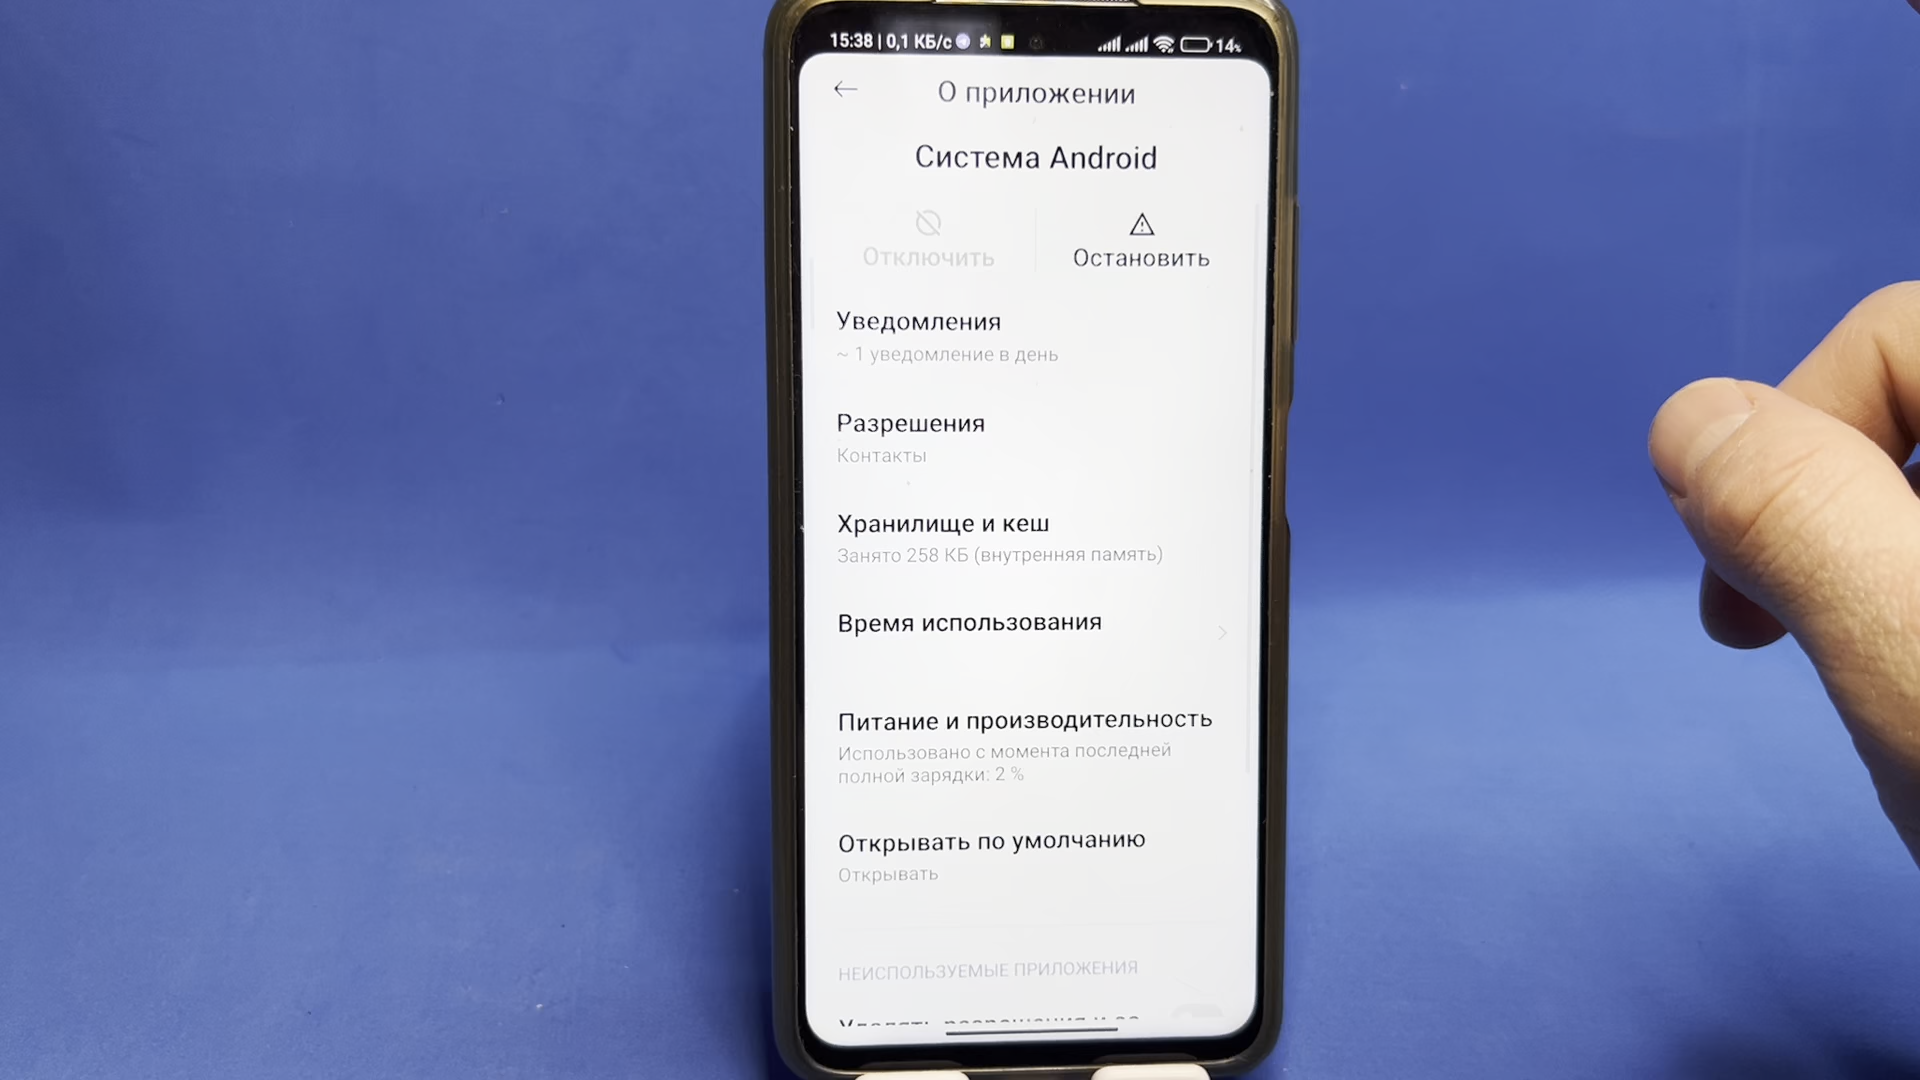 15:38 | 0,1 КБ/с 14%
О приложении
Система Android
Отключить
Остановить
Уведомления
~ 1 уведомление в день
Разрешения
Контакты
Хранилище и кеш
Занято 258 КБ (внутренняя память)
Время использования
Питание и производительность
Использовано с момента последней
полной зарядки: 2 %
Открывать по умолчанию
Открывать
НЕИСПОЛЬЗУЕМЫЕ ПРИЛОЖЕНИЯ